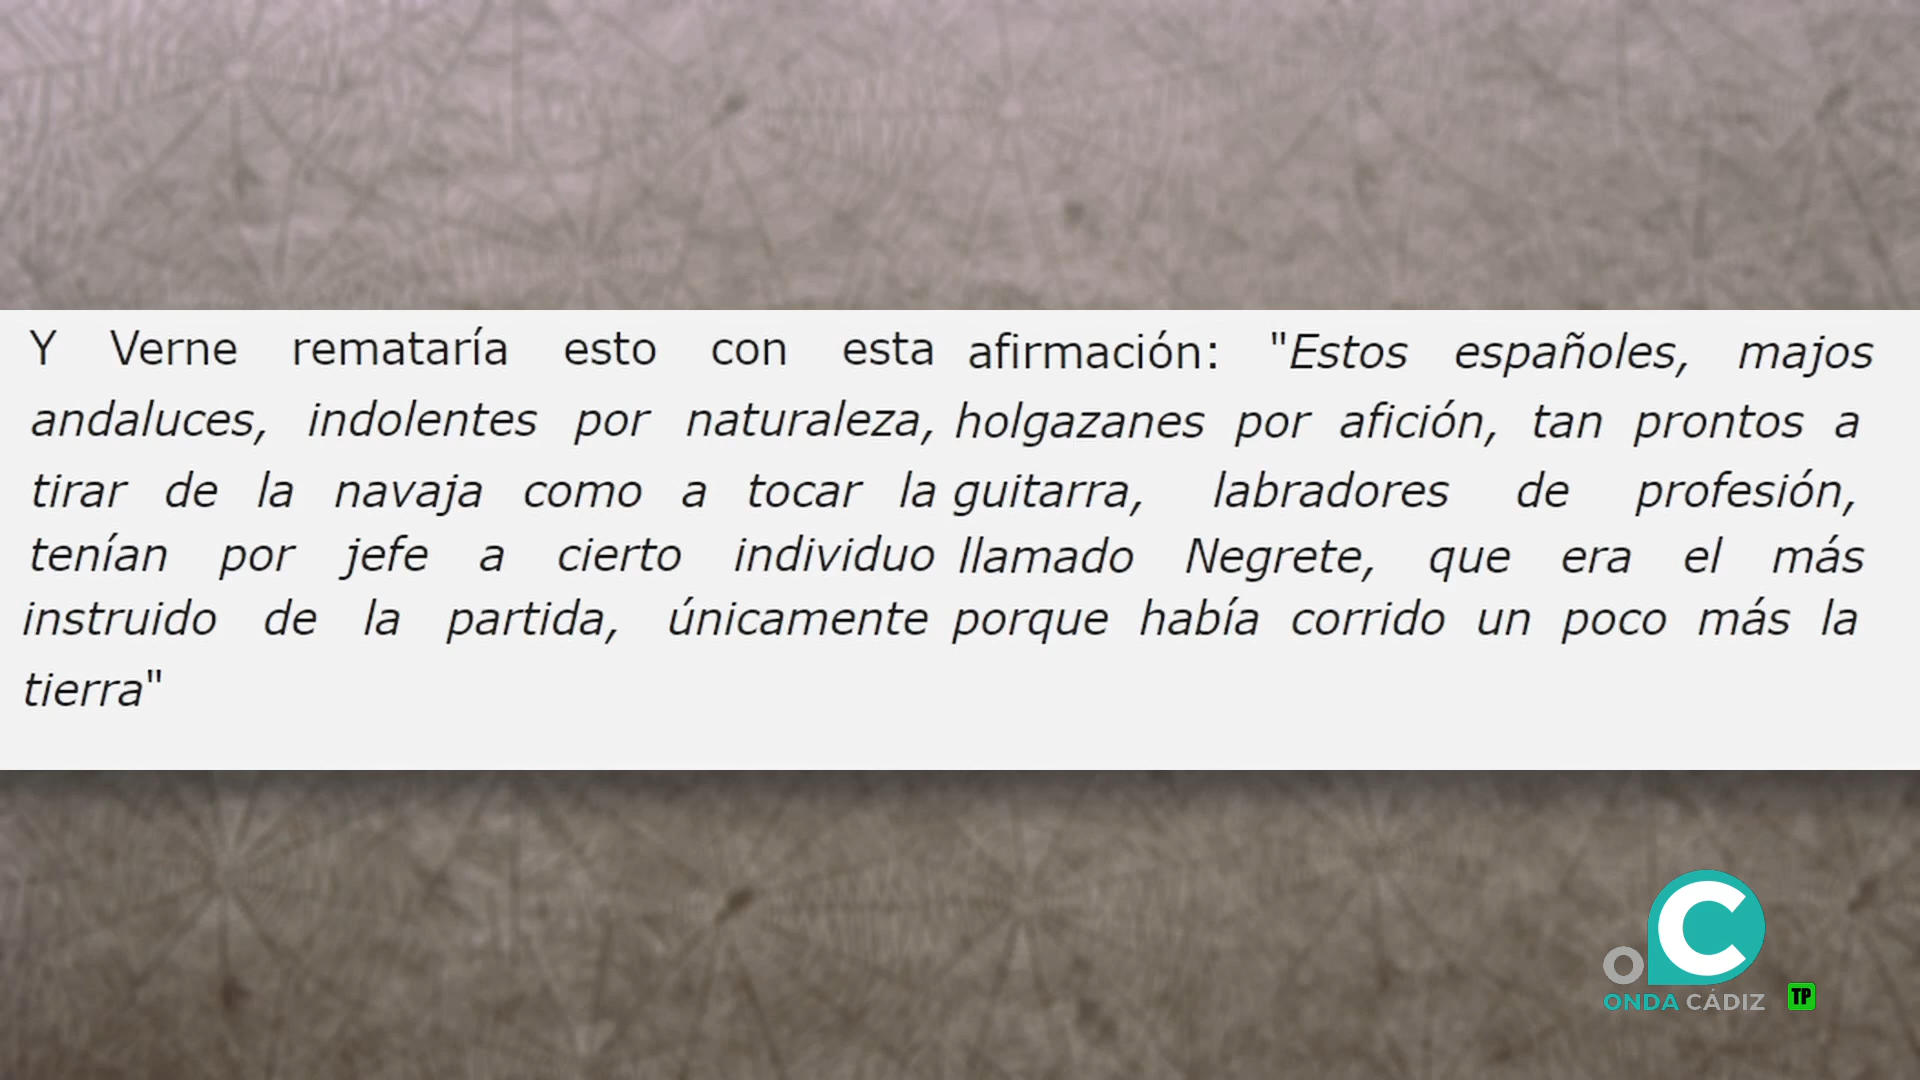 Y Verne remataría esto con esta afirmación: "Estos españoles, majos
andaluces, indolentes por naturaleza, holgazanes por afición, tan prontos a
tirar de la navaja como a tocar la guitarra, labradores de profesión,
tenían por jefe a cierto individuo llamado Negrete, que era el más
instruido de la partida, únicamente porque había corrido un poco más la
tierra"
OC
ONDA CÁDIZ
TP